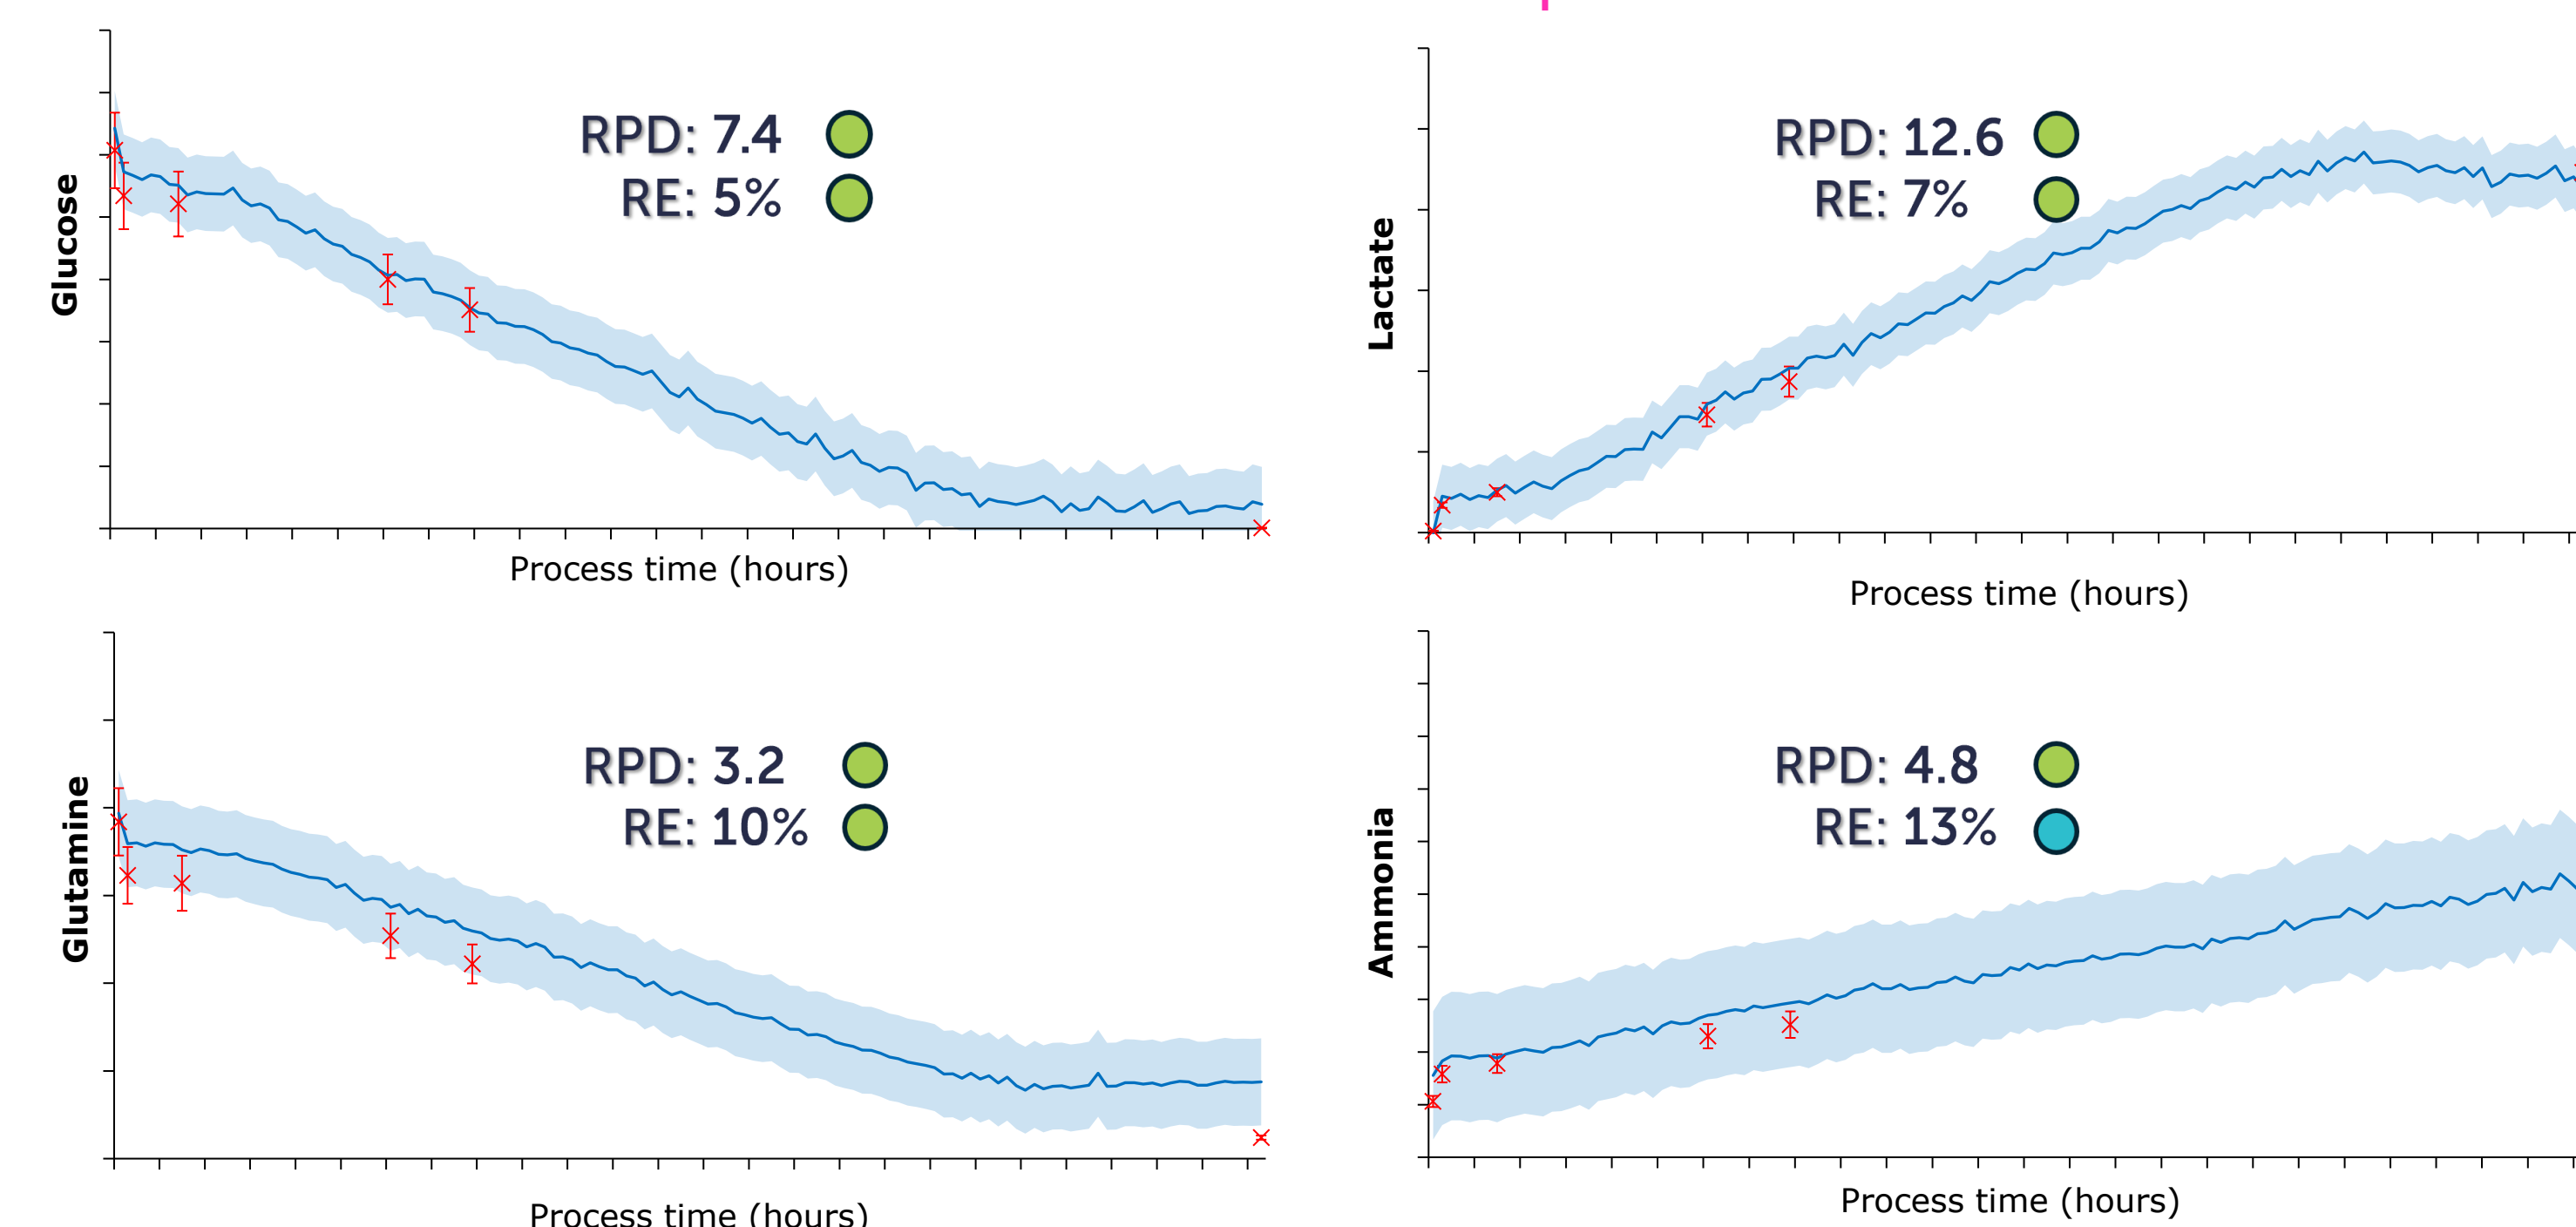 Glucose
RPD: 7.4
RE: 5%
Process time (hours)
Lactate
RPD: 12.6
RE: 7%
Process time (hours)
Glutamine
RPD: 3.2
RE: 10%
Process time (hours)
Ammonia
RPD: 4.8
RE: 13%
Process time (hours)